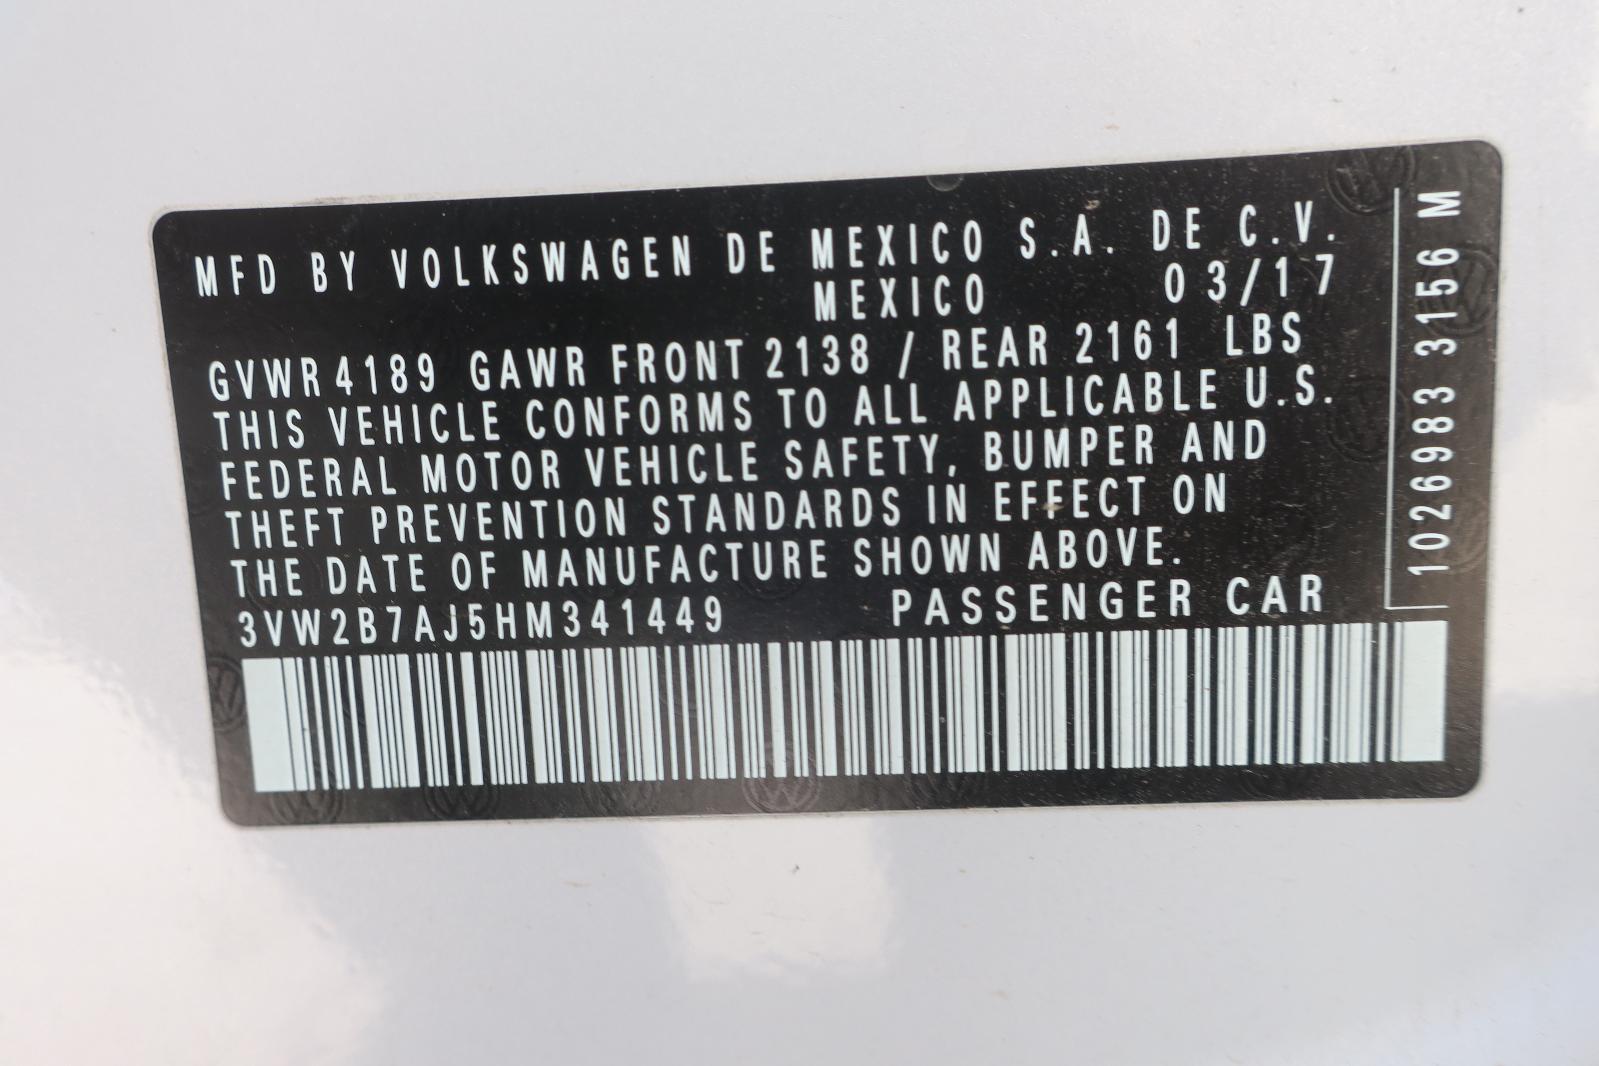 MFD BY VOLKSWAGEN DE MEXICO S.A. DE C.V.
MEXICO 03/17
GVWR 4189 GAWR FRONT 2138 / REAR 2161 LBS
THIS VEHICLE CONFORMS TO ALL APPLICABLE U.S.
FEDERAL MOTOR VEHICLE SAFETY, BUMPER AND
THEFT PREVENTION STANDARDS IN EFFECT ON
THE DATE OF MANUFACTURE SHOWN ABOVE.
3VW2B7AJ5HM341449 PASSENGER CAR
1026983 3156 M